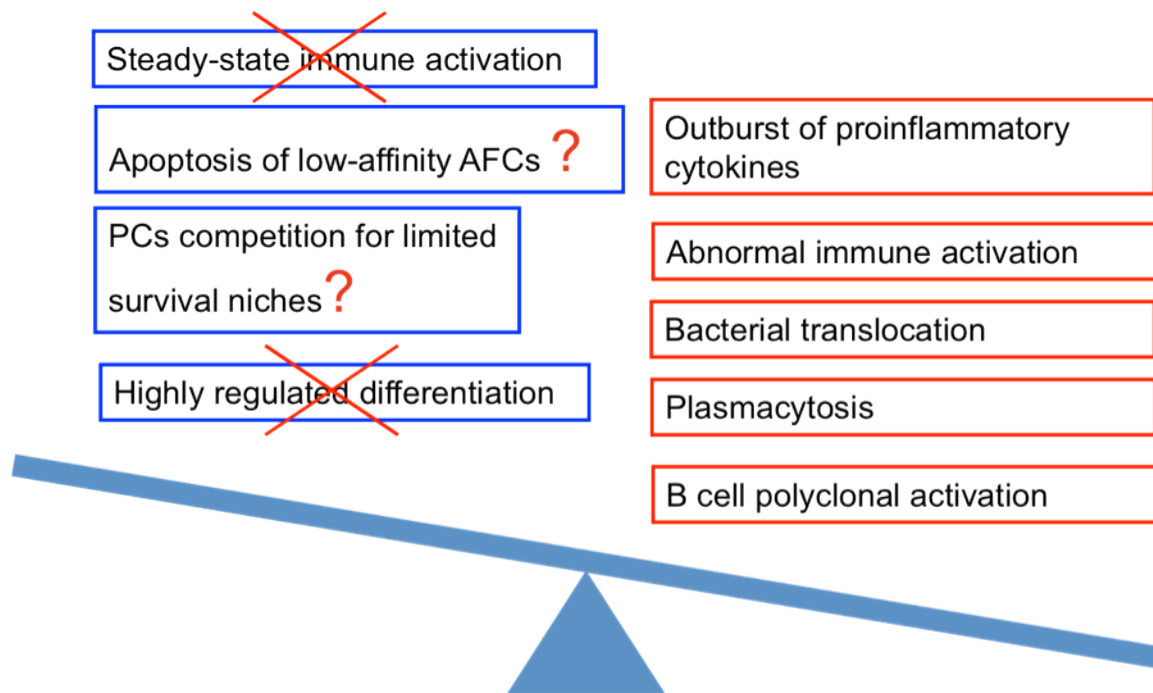 Steady-state immune activation
Apoptosis of low-affinity AFCs ?
PCs competition for limited
survival niches?
Highly regulated differentiation
Outburst of proinflammatory
cytokines
Abnormal immune activation
Bacterial translocation
Plasmacytosis
B cell polyclonal activation